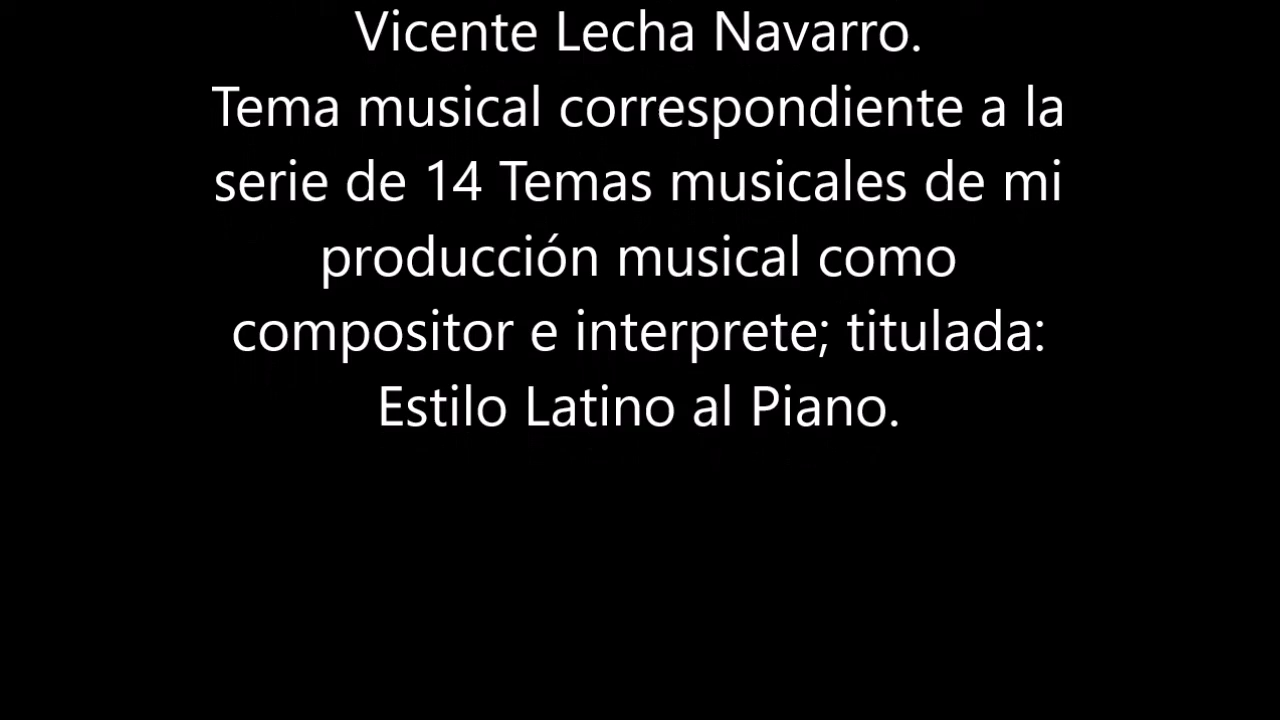 Vicente Lecha Navarro.
Tema musical correspondiente a la
serie de 14 Temas musicales de mi
producción musical como
compositor e interprete; titulada:
Estilo Latino al Piano.